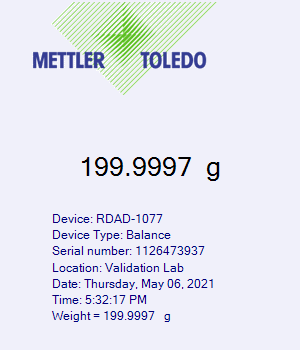 METTLER TOLEDO
199.9997 g
Device: RDAD-1077
Device Type: Balance
Serial number: 1126473937
Location: Validation Lab
Date: Thursday, May 06, 2021
Time: 5:32:17 PM
Weight = 199.9997 g